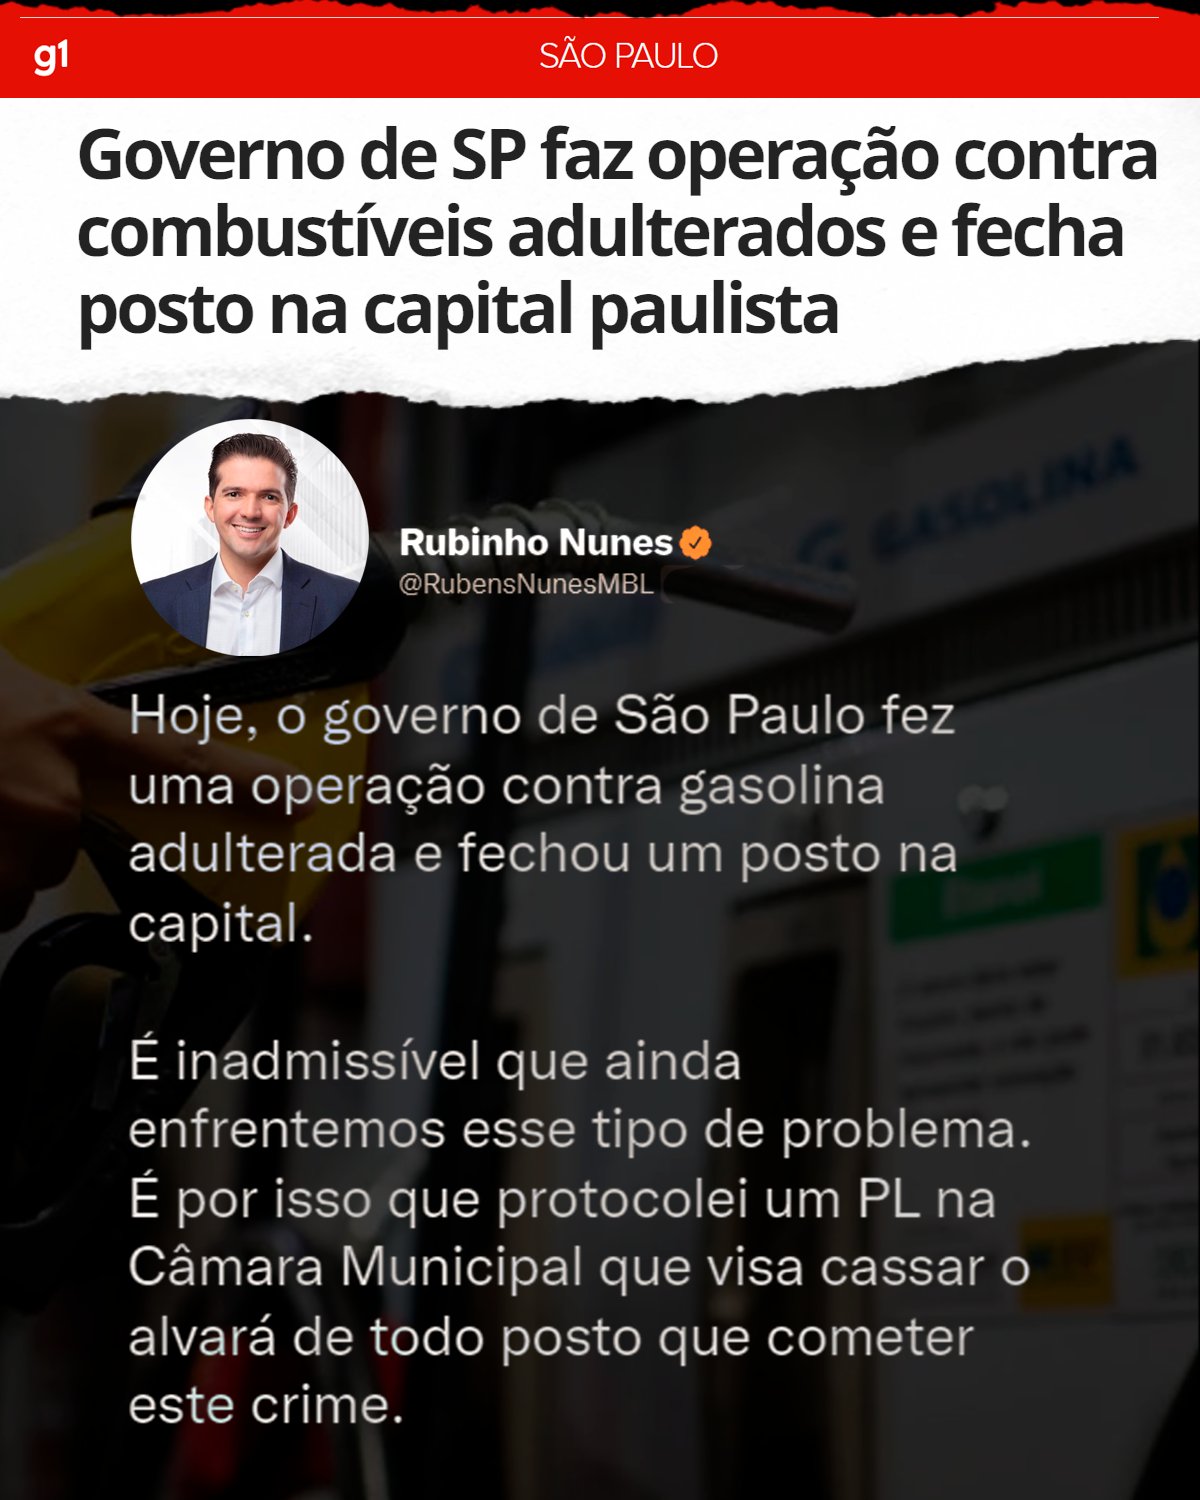 g1
SÃO PAULO
Governo de SP faz operação contra
combustíveis adulterados e fecha
posto na capital paulista
GASOLINA
Rubinho Nunes
@RubensNunesMBL
Hoje, o governo de São Paulo fez
uma operação contra gasolina
adulterada e fechou um posto na
capital.
Etanol
É inadmissível que ainda
enfrentemos esse tipo de problema.
É por isso que protocolei um PL na
Câmara Municipal que visa cassar o
alvará de todo posto que cometer
este crime.